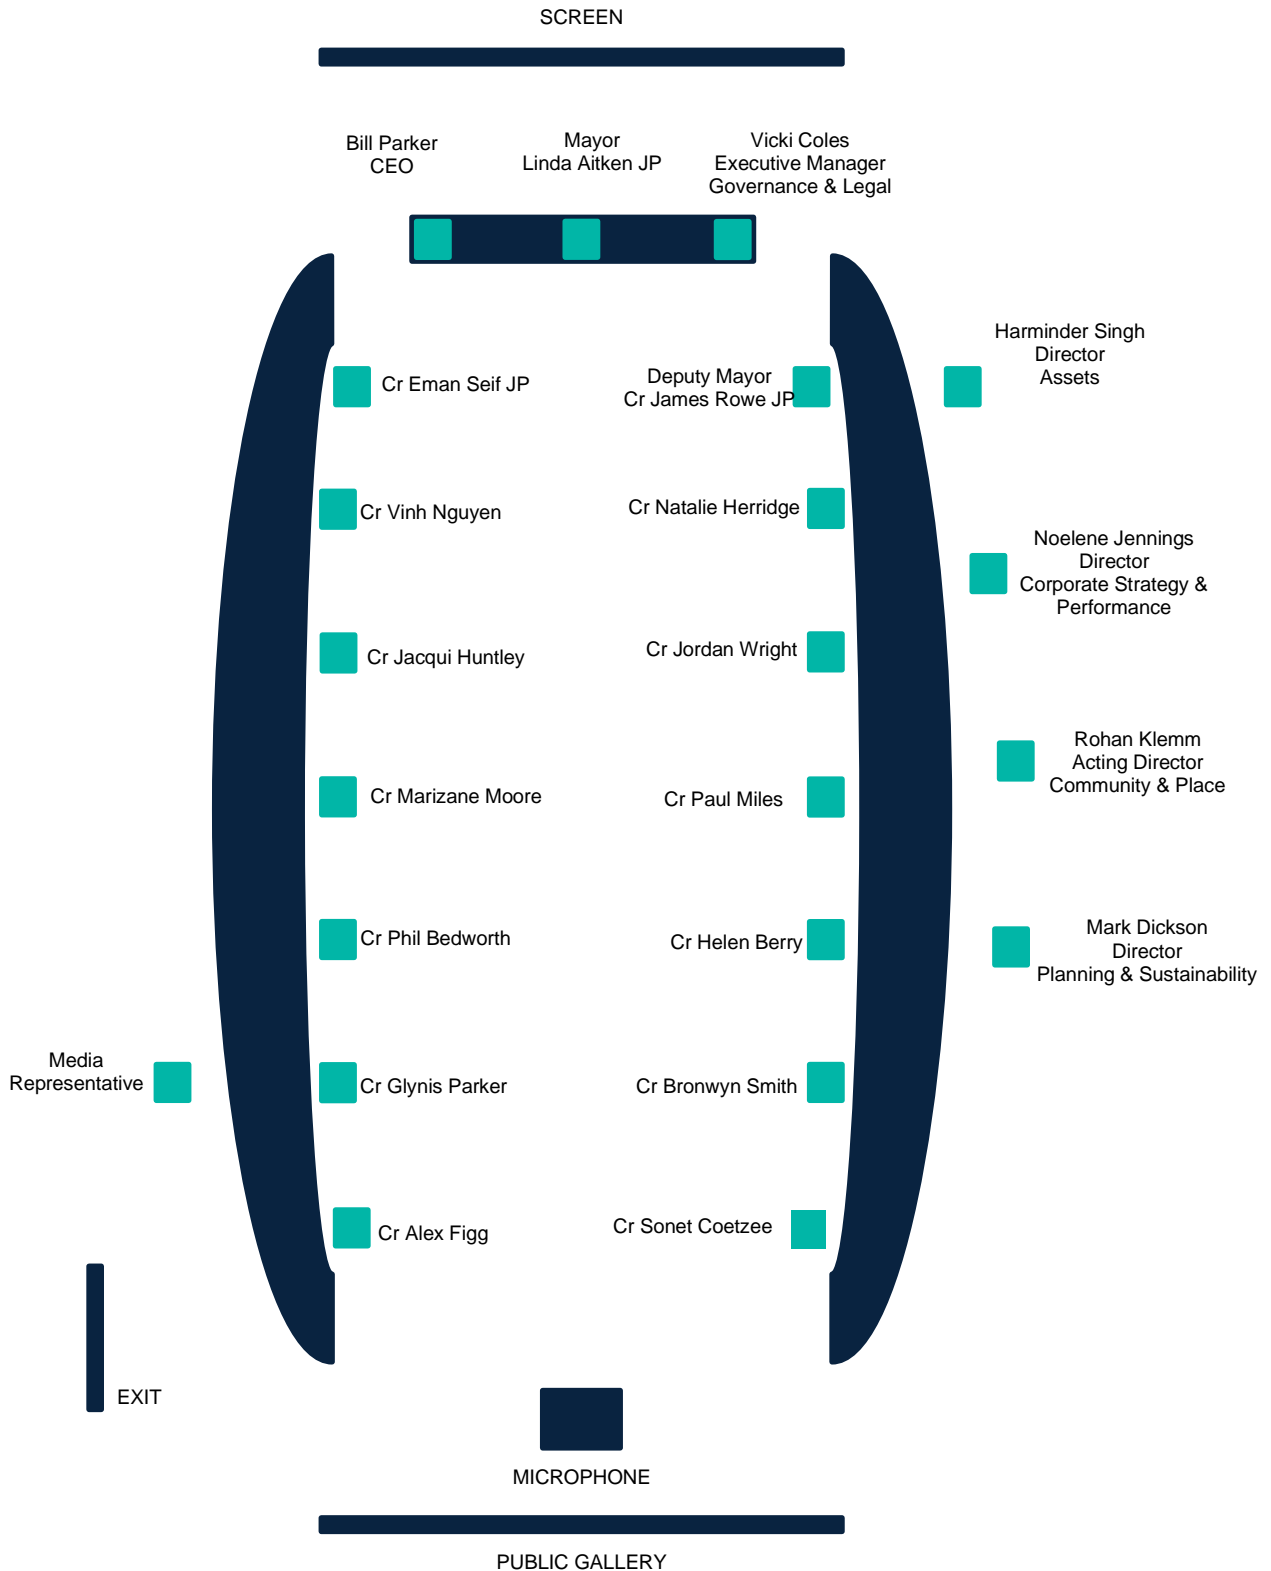 SCREEN
Bill Parker
CEO
Mayor
Linda Aitken JP
Vicki Coles
Executive Manager
Governance & Legal
Harminder Singh
Director
Assets
Cr Eman Seif JP
Deputy Mayor
Cr James Rowe JP
Cr Vinh Nguyen
Cr Natalie Herridge
Noelene Jennings
Director
Corporate Strategy &
Performance
Cr Jacqui Huntley
Cr Jordan Wright
Rohan Klemm
Acting Director
Community & Place
Cr Marizane Moore
Cr Paul Miles
Cr Phil Bedworth
Cr Helen Berry
Mark Dickson
Director
Planning & Sustainability
Media
Representative
Cr Glynis Parker
Cr Bronwyn Smith
Cr Alex Figg
Cr Sonet Coetzee
EXIT
MICROPHONE
PUBLIC GALLERY